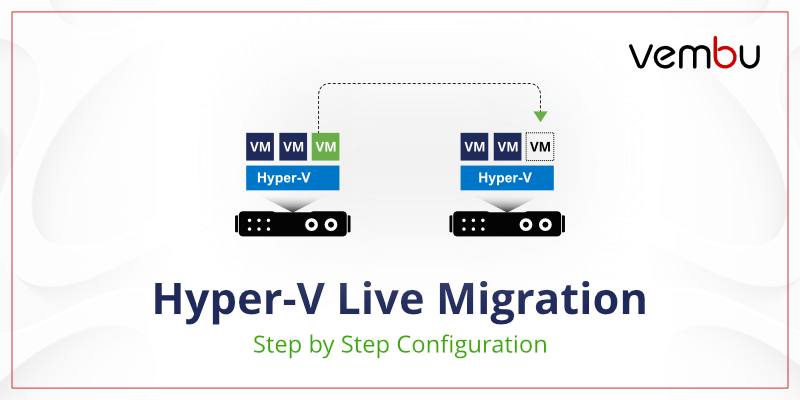 vembu
VM VM VM
VM VM VM
Hyper-V
Hyper-V
Hyper-V Live Migration
Step by Step Configuration